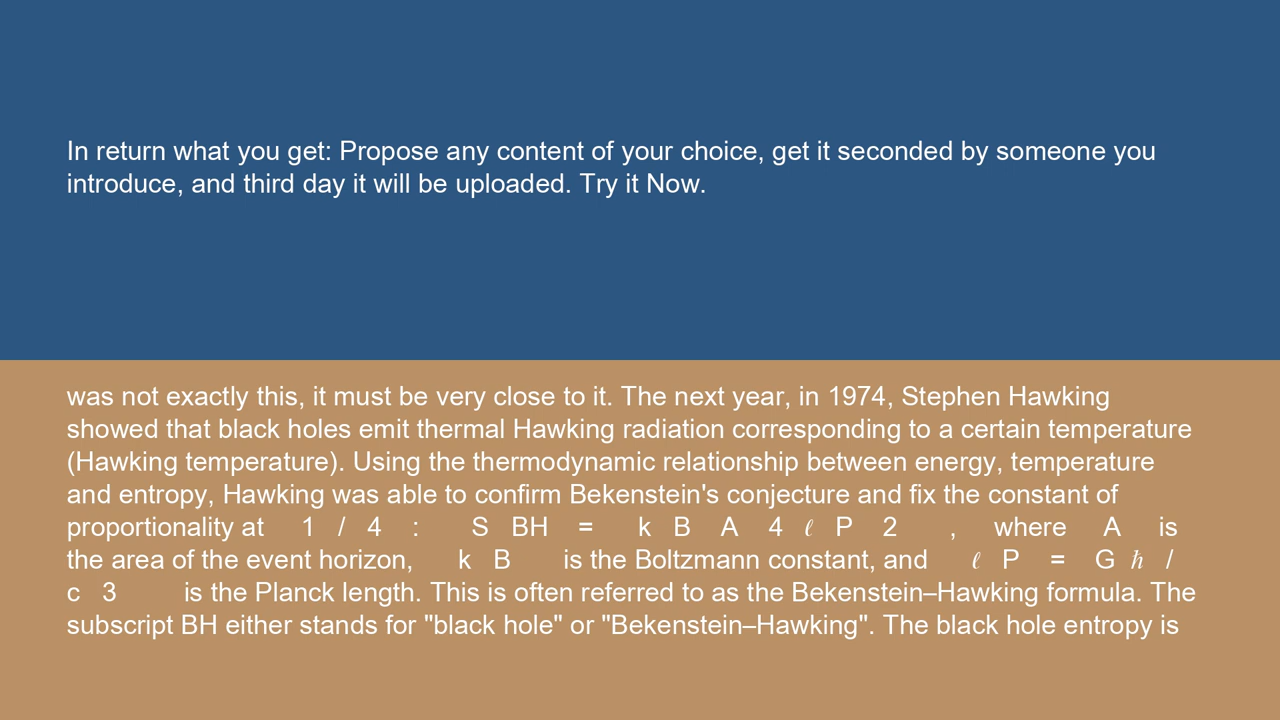 In return what you get: Propose any content of your choice, get it seconded by someone you
introduce, and third day it will be uploaded. Try it Now.
was not exactly this, it must be very close to it. The next year, in 1974, Stephen Hawking
showed that black holes emit thermal Hawking radiation corresponding to a certain temperature
(Hawking temperature). Using the thermodynamic relationship between energy, temperature
and entropy, Hawking was able to confirm Bekenstein's conjecture and fix the constant of
proportionality at 1 / 4 : S BH = k B A 4 ℓ P 2 , where A is
the area of the event horizon, k B is the Boltzmann constant, and ℓ P = G ℏ /
c 3 is the Planck length. This is often referred to as the Bekenstein–Hawking formula. The
subscript BH either stands for "black hole" or "Bekenstein–Hawking". The black hole entropy is